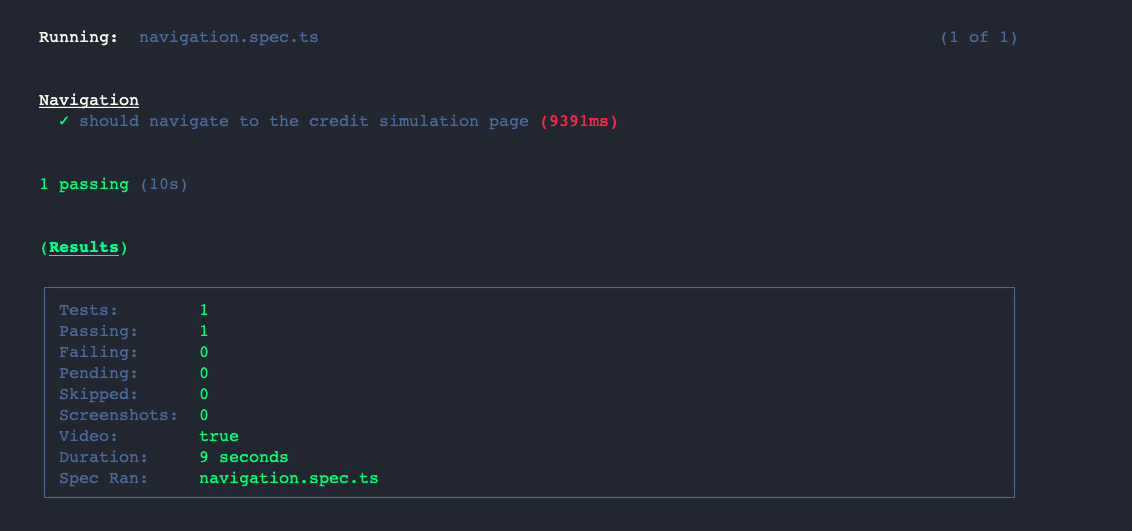 Running: navigation.spec.ts (1 of 1)
Navigation
✓ should navigate to the credit simulation page (9391ms)
1 passing (10s)
(Results)
Tests: 1
Passing: 1
Failing: 0
Pending: 0
Skipped: 0
Screenshots: 0
Video: true
Duration: 9 seconds
Spec Ran: navigation.spec.ts